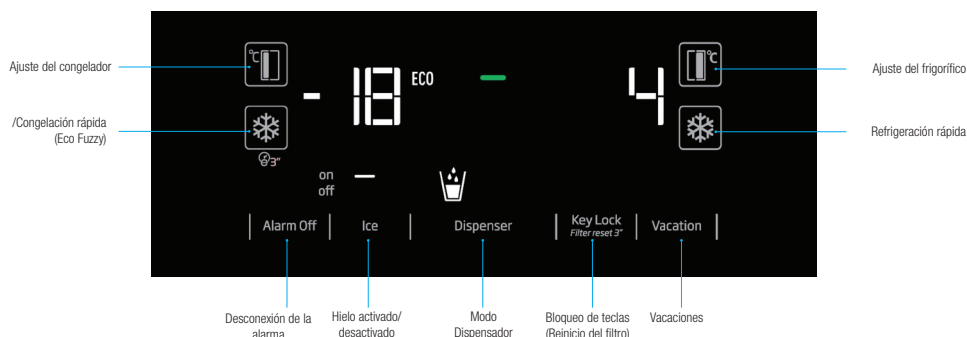 Ajuste del congelador
°C
- 18
ECO
4
°C
Ajuste del frigorífico
/Congelación rápida
(Eco Fuzzy)
Refrigeración rápida
3"
on
off
Alarm Off
Ice
Dispenser
Key Lock
Filter reset 3"
Vacation
Desconexión de la
alarma
Hielo activado/
desactivado
Modo
Dispensador
Bloqueo de teclas
(Reinicio del filtro)
Vacaciones